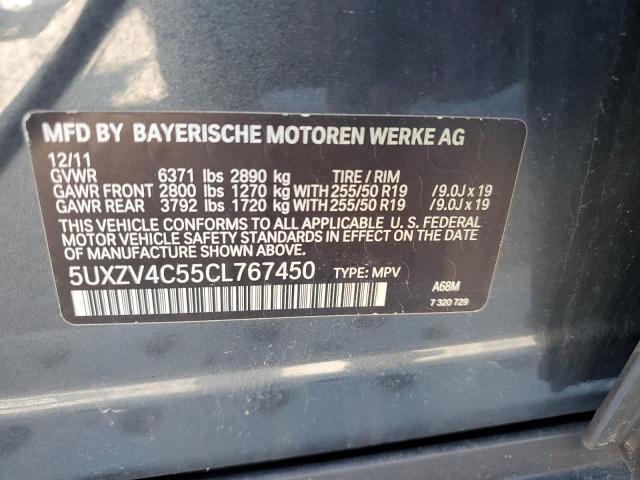 MFD BY BAYERISCHE MOTOREN WERKE AG
12/11
GVWR 6371 lbs 2890 kg TIRE / RIM
GAWR FRONT 2800 lbs 1270 kg WITH 255/50 R19 /9.0J x 19
GAWR REAR 3792 lbs 1720 kg WITH 255/50 R19 /9.0J x 19
THIS VEHICLE CONFORMS TO ALL APPLICABLE U. S. FEDERAL
MOTOR VEHICLE SAFETY STANDARDS IN EFFECT ON THE DATE
OF MANUFACTURE SHOWN ABOVE.
5UXZV4C55CL767450 TYPE: MPV A68M
7 320 729